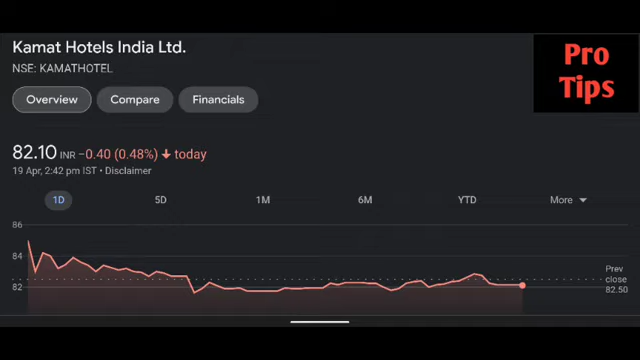 Kamat Hotels India Ltd.
NSE: KAMATHOTEL
Pro
Tips
Overview
Compare
Financials
82.10 INR −0.40 (0.48%) today
19 Apr, 2:42 pm IST • Disclaimer
1D
5D
1M
6M
YTD
More
86
84
82
Prev
close
82.50